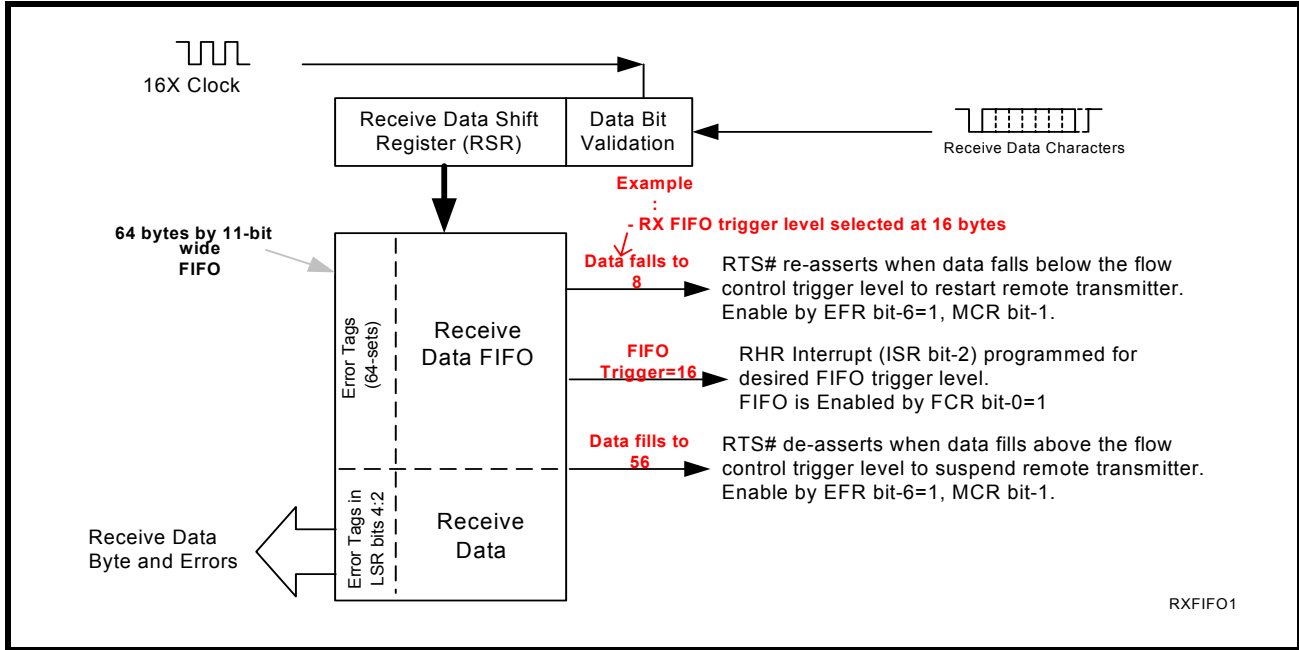 16X Clock
Receive Data Shift
Register (RSR)
Data Bit
Validation
Receive Data Characters
Example
:
- RX FIFO trigger level selected at 16 bytes
64 bytes by 11-bit
wide
FIFO
Data falls to
8
RTS# re-asserts when data falls below the flow
control trigger level to restart remote transmitter.
Enable by EFR bit-6=1, MCR bit-1.
Error Tags
(64-sets)
Receive
Data FIFO
FIFO
Trigger=16
RHR Interrupt (ISR bit-2) programmed for
desired FIFO trigger level.
FIFO is Enabled by FCR bit-0=1
Data fills to
56
RTS# de-asserts when data fills above the flow
control trigger level to suspend remote transmitter.
Enable by EFR bit-6=1, MCR bit-1.
Error Tags in
LSR bits 4:2
Receive
Data
Receive Data
Byte and Errors
RXFIFO1